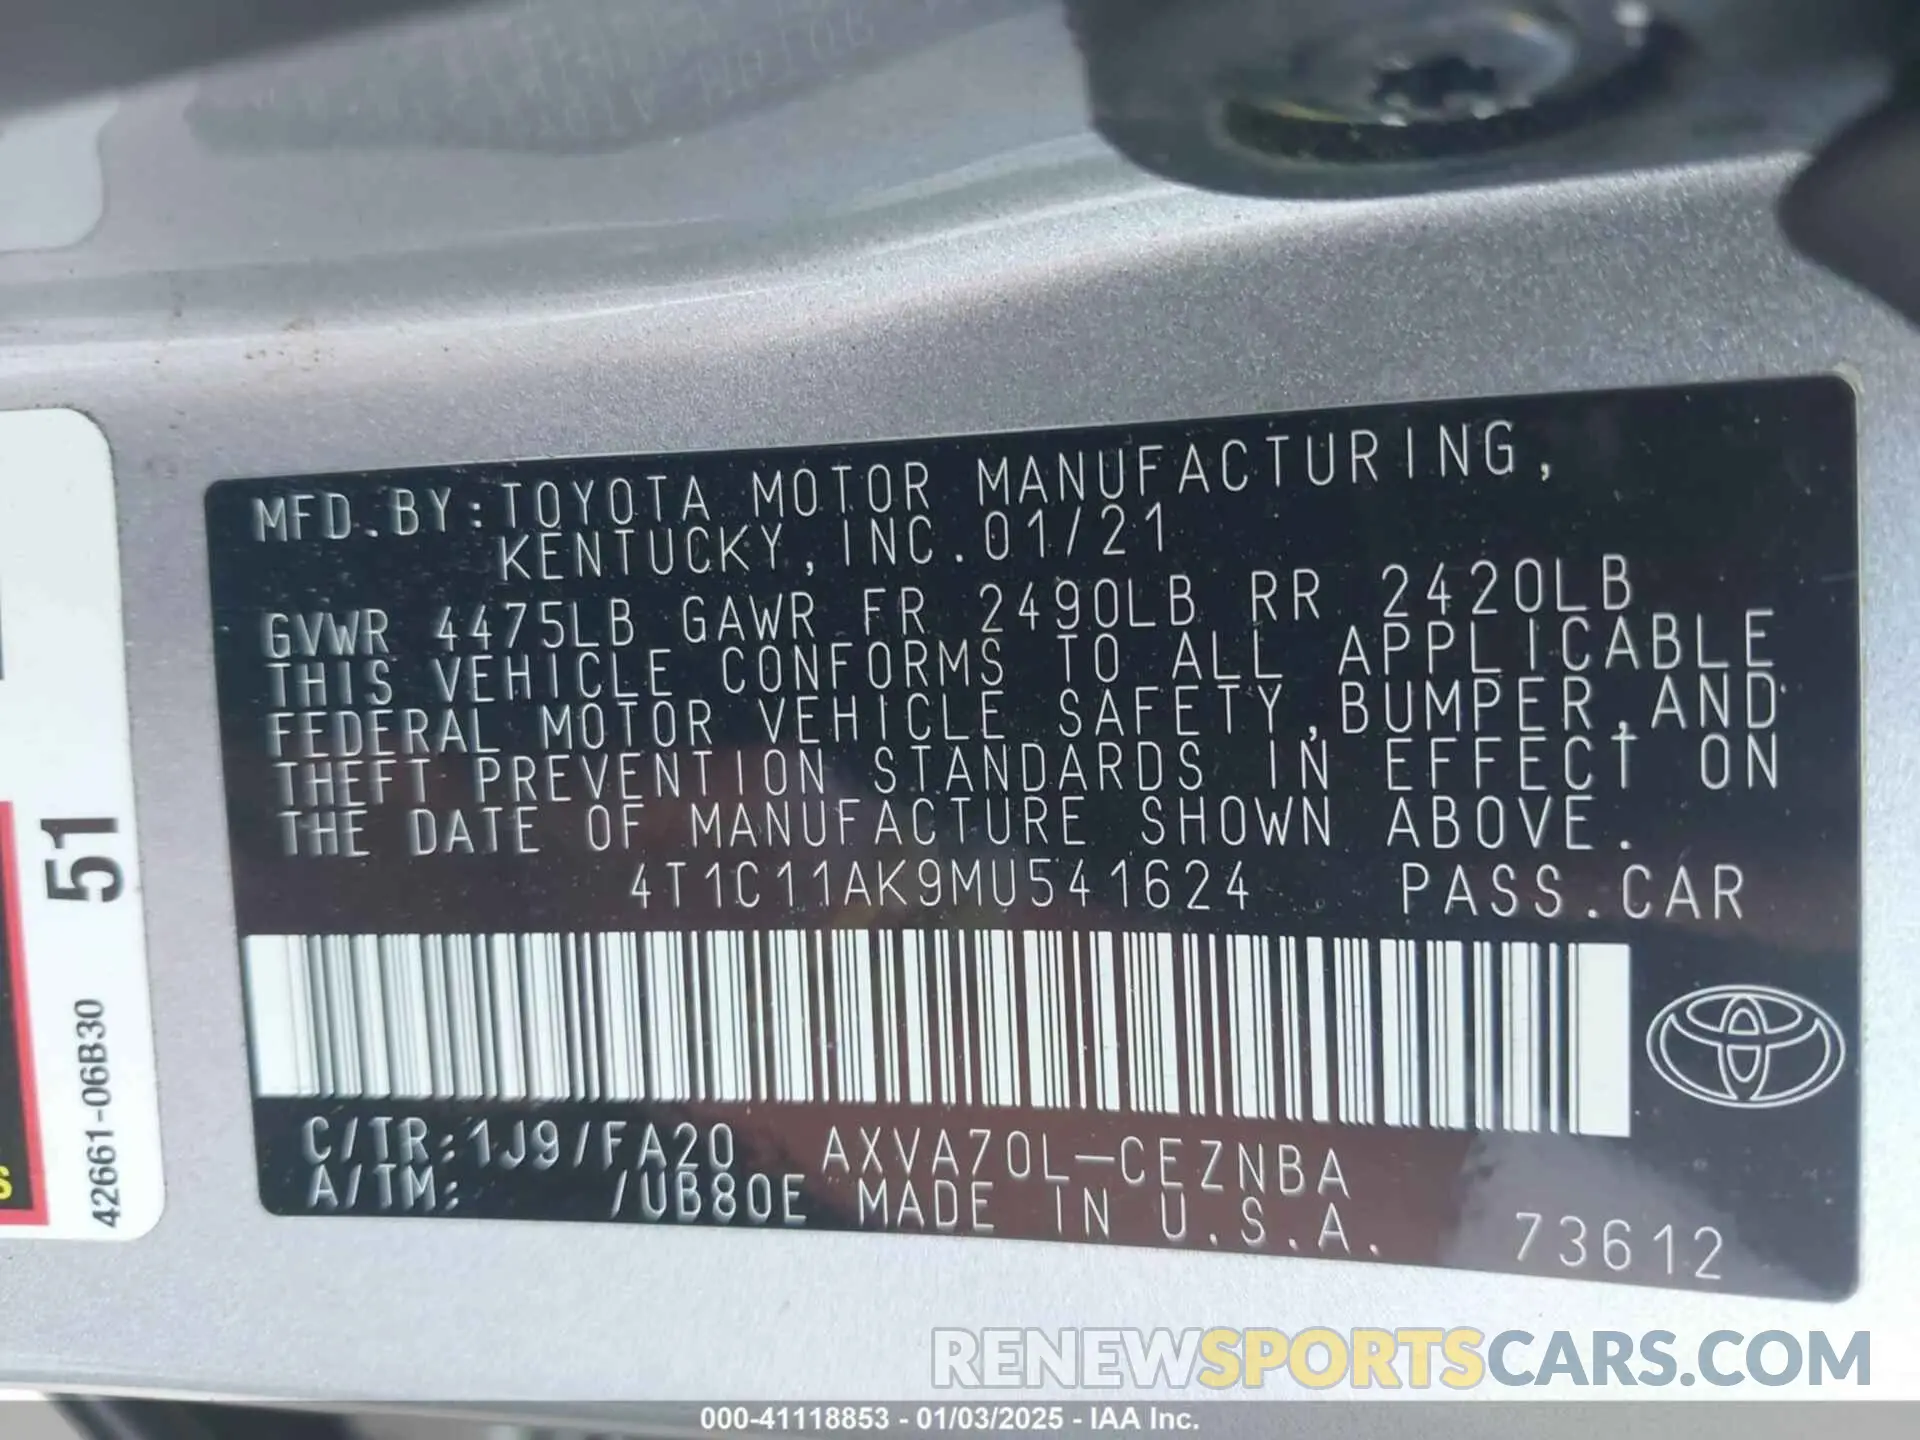 MFD.BY:TOYOTA MOTOR MANUFACTURING,
KENTUCKY,INC.01/21
GVWR 4475LB GAWR FR 2490LB RR 2420LB
THIS VEHICLE CONFORMS TO ALL APPLICABLE
FEDERAL MOTOR VEHICLE SAFETY,BUMPER,AND
THEFT PREVENTION STANDARDS IN EFFECT ON
THE DATE OF MANUFACTURE SHOWN ABOVE.
4T1C11AK9MU541624 PASS.CAR
C/TR:1J9/FA20 AXVA70L-CEZNBA
A/TM: /UB80E MADE IN U.S.A.
73612
51
42661-06B30
RENEWSPORTSCARS.COM
000-41118853 - 01/03/2025 - IAA Inc.